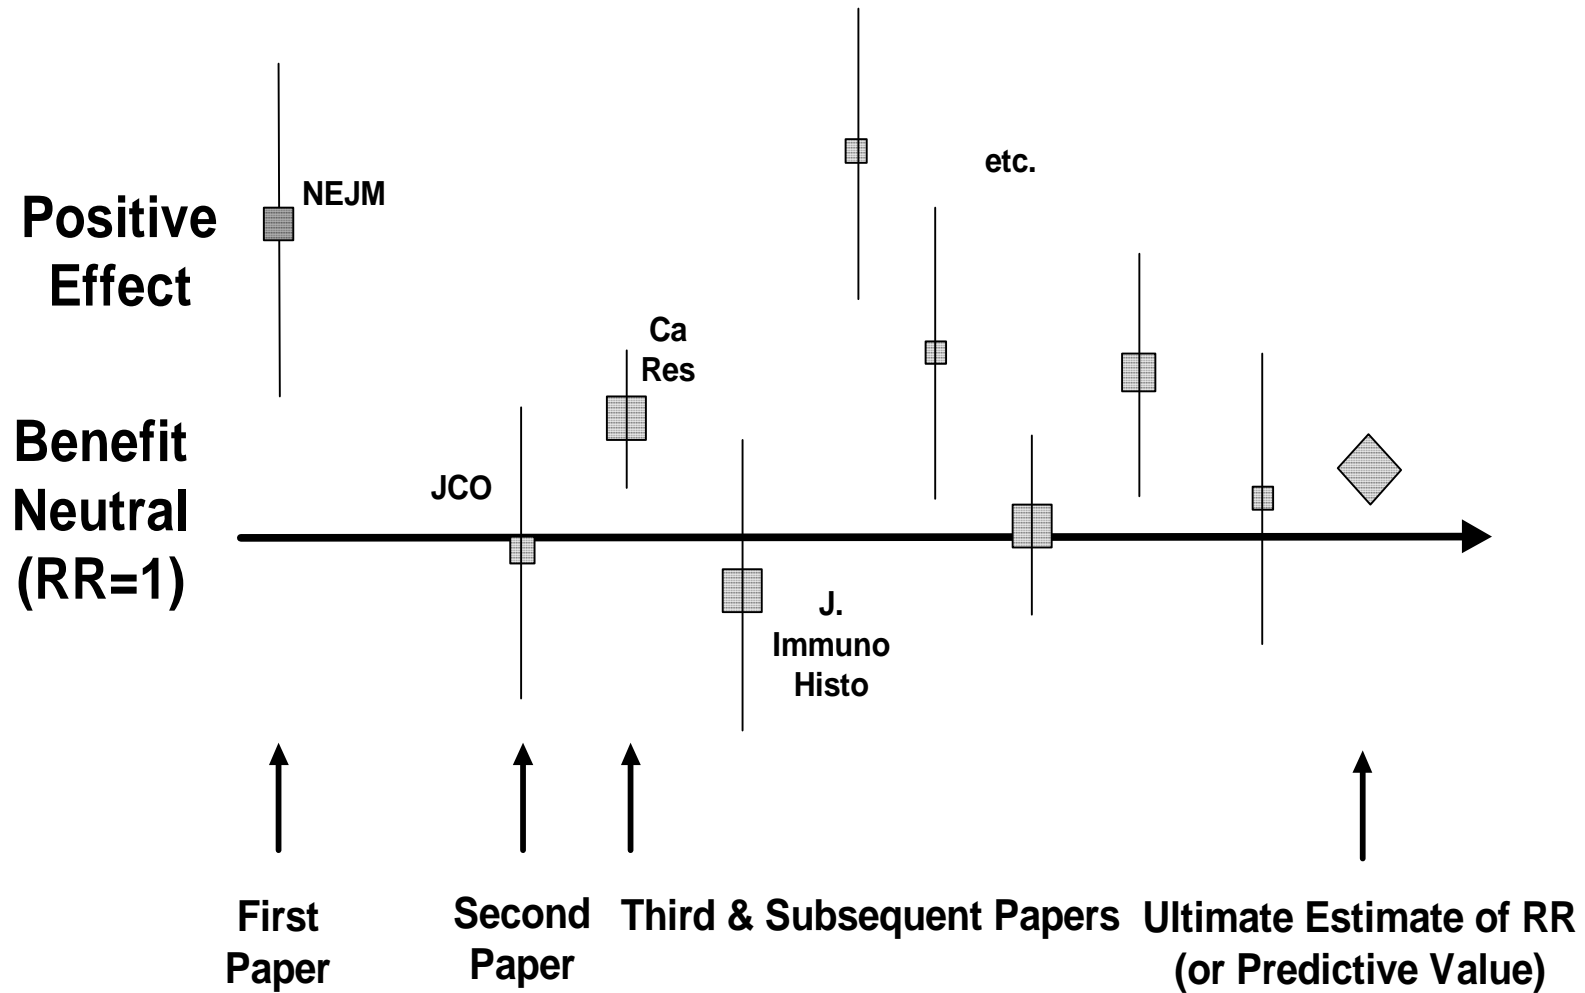 Positive
Effect
NEJM
etc.
Ca
Res
Benefit
Neutral
(RR=1)
JCO
J.
Immuno
Histo
First
Paper
Second
Paper
Third & Subsequent Papers
Ultimate Estimate of RR
(or Predictive Value)